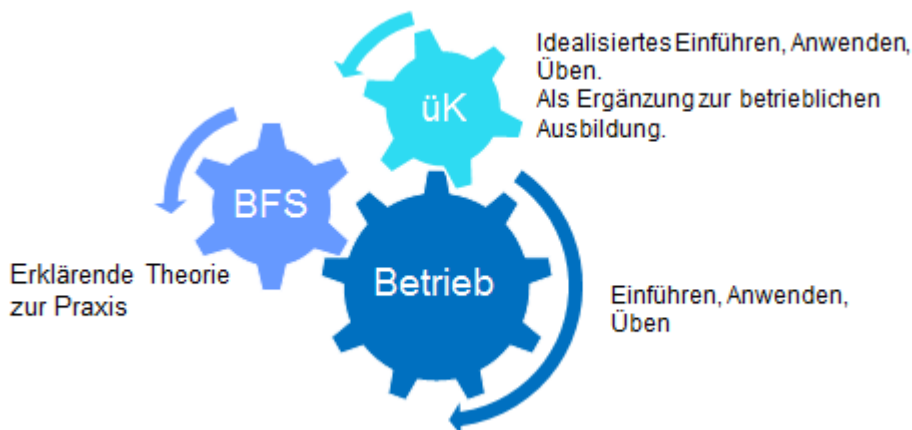 Idealisiertes Einführen, Anwenden,
Üben.
Als Ergänzung zur betrieblichen
Ausbildung.
üK
BFS
Erklärende Theorie
zur Praxis
Betrieb
Einführen, Anwenden,
Üben